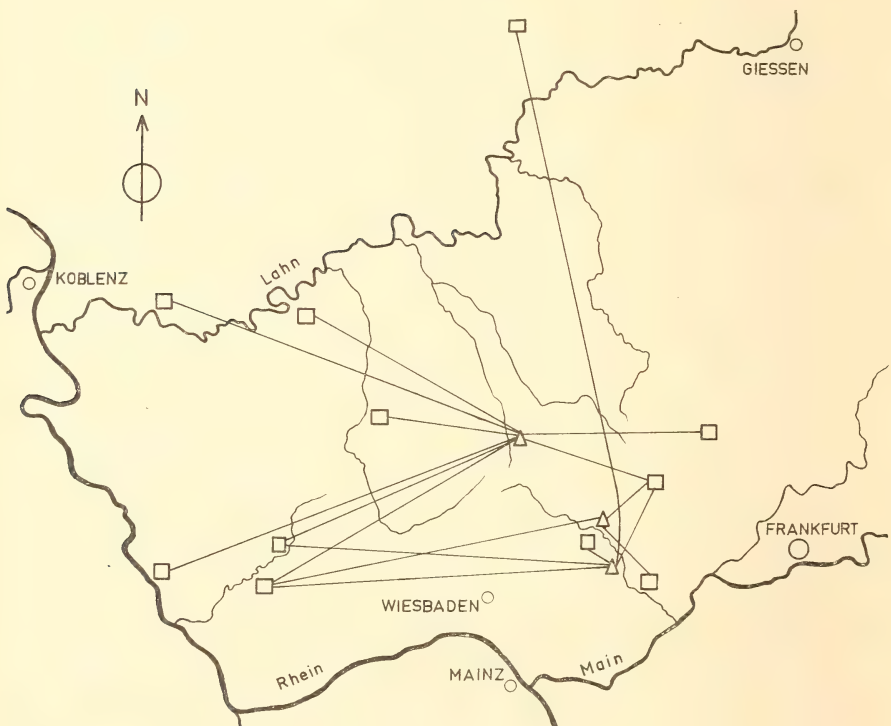 GIESSEN
N
KOBLENZ
Lahn
FRANKFURT
WIESBADEN
Rhein
MAINZ
Main